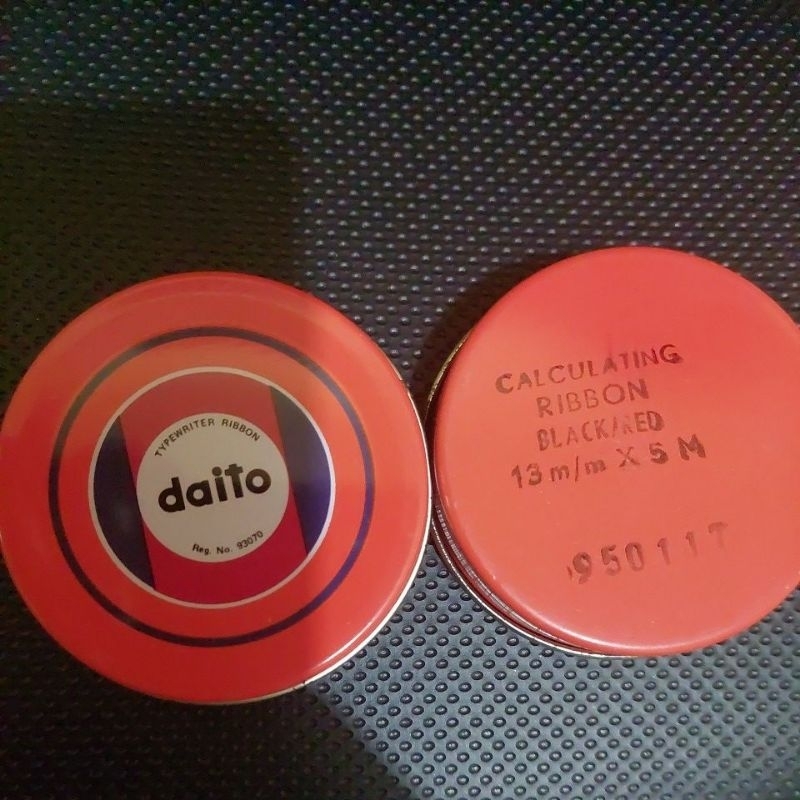 TYPEWRITER RIBBON
daito
Reg. No. 93070
CALCULATING
RIBBON
BLACK/RED
13 m/m X 5 M
950117